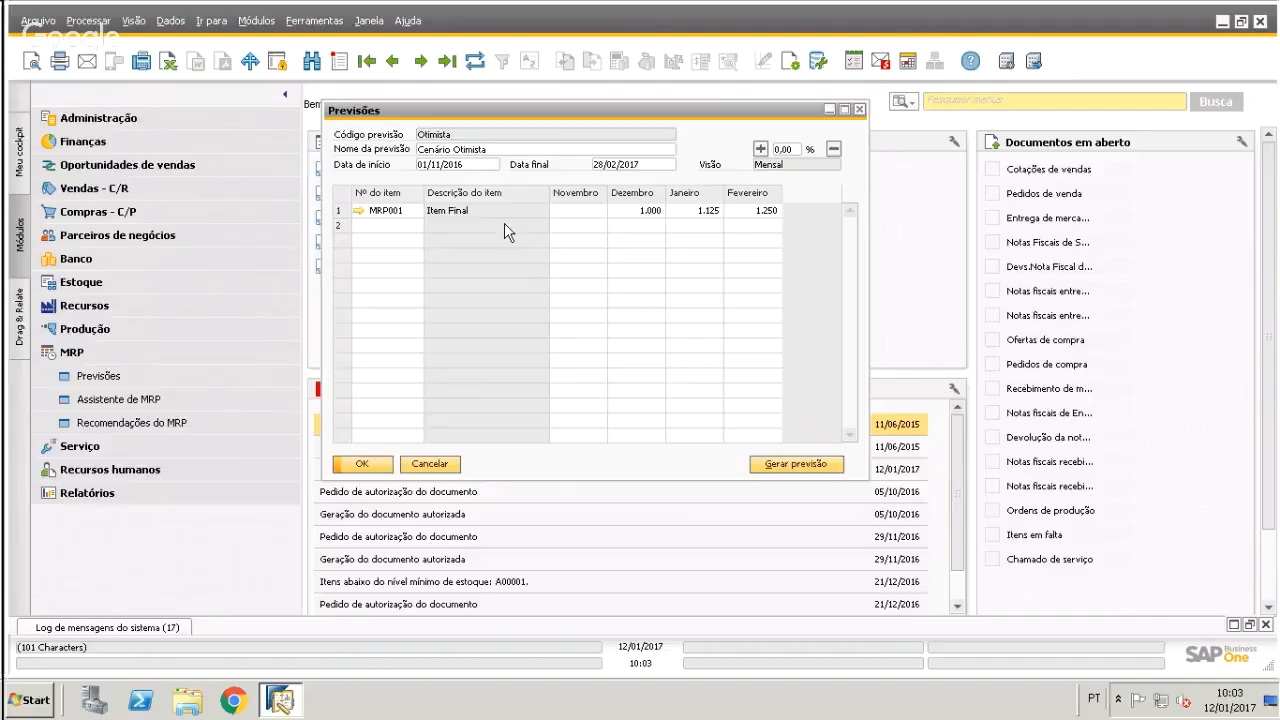 Arquivo Processar Visão Dados Ir para Módulos Ferramentas Janela Ajuda
Google
Pesquisar menus
Busca
Meu cockpit
Módulos
Drag & Relate
Administração
Finanças
Oportunidades de vendas
Vendas - C/R
Compras - C/P
Parceiros de negócios
Banco
Estoque
Recursos
Produção
MRP
Previsões
Assistente de MRP
Recomendações do MRP
Serviço
Recursos humanos
Relatórios
Previsões
Código previsão Otimista
Nome da previsão Cenário Otimista 0,00 %
Data de início 01/11/2016 Data final 28/02/2017 Visão Mensal
Nº do item Descrição do item Novembro Dezembro Janeiro Fevereiro
1 MRP001 Item Final 1.000 1.125 1.250
2
OK Cancelar Gerar previsão
11/06/2015
11/06/2015
12/01/2017
Pedido de autorização do documento 05/10/2016
Geração do documento autorizada 05/10/2016
Pedido de autorização do documento 29/11/2016
Geração do documento autorizada 29/11/2016
Itens abaixo do nível mínimo de estoque: A00001. 21/12/2016
Pedido de autorização do documento 21/12/2016
Documentos em aberto
Cotações de vendas
Pedidos de venda
Entrega de merca...
Notas Fiscais de S...
Devs.Nota Fiscal d...
Notas fiscais entre...
Notas fiscais entre...
Ofertas de compra
Pedidos de compra
Recebimento de m...
Notas fiscais de En...
Devolução da not...
Notas fiscais recebi...
Notas fiscais recebi...
Ordens de produção
Itens em falta
Chamado de serviço
Log de mensagens do sistema (17)
(101 Characters) 12/01/2017
10:03
SAP Business One
Start PT 10:03
12/01/2017